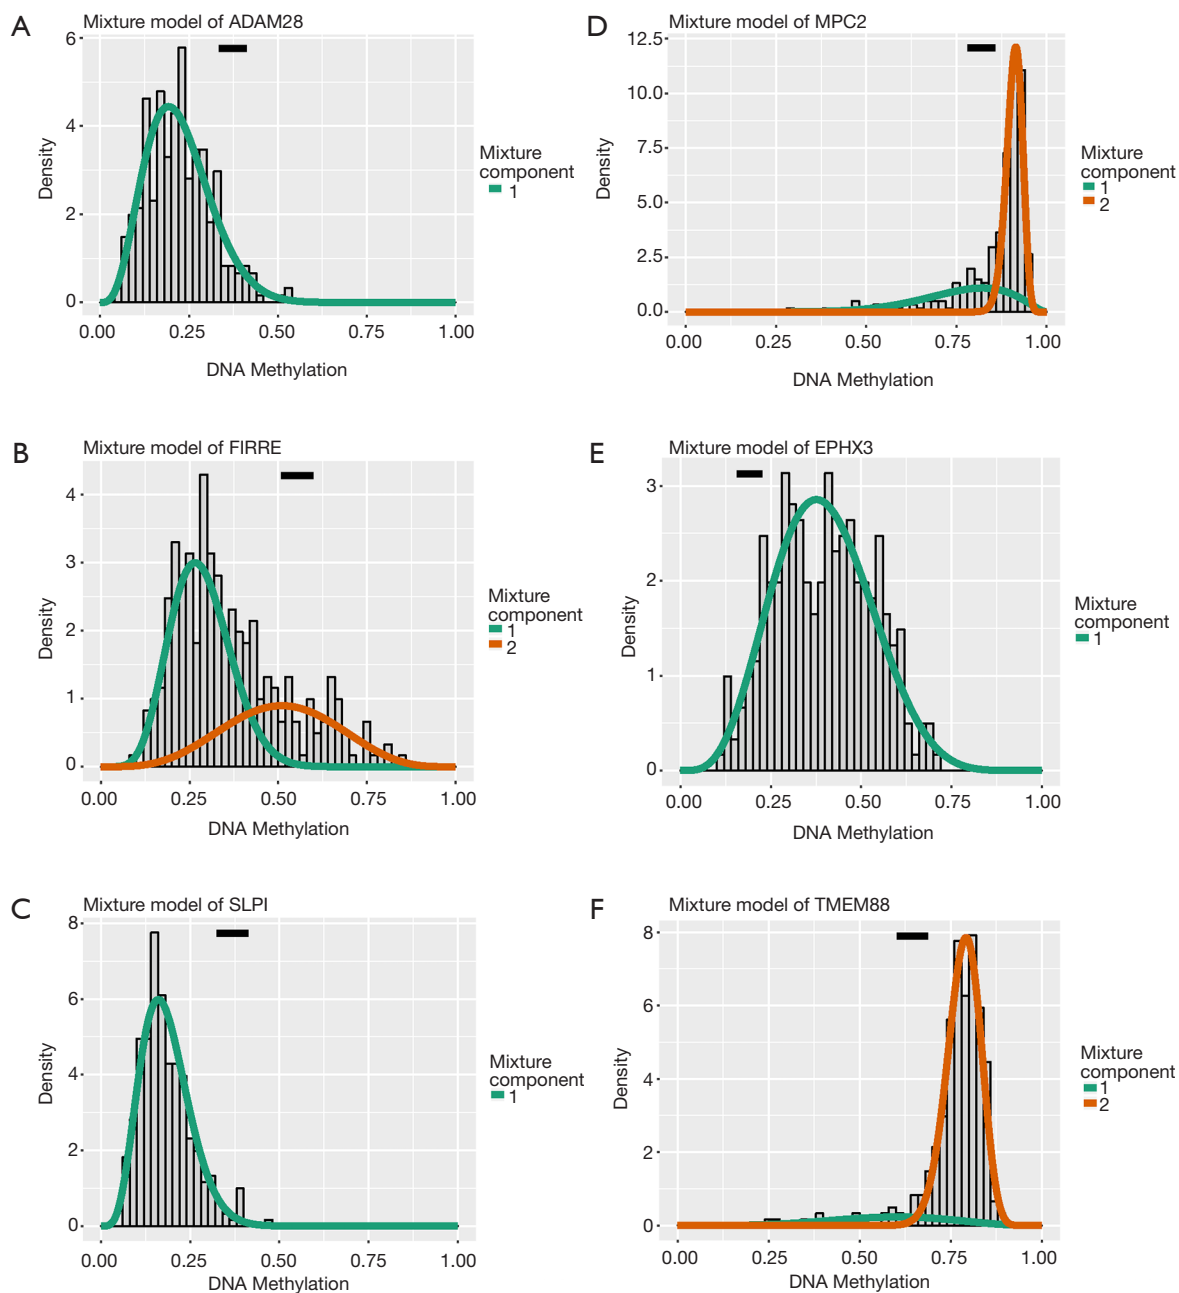 A
Mixture model of ADAM28
6
4
2
0
Density
0.00 0.25 0.50 0.75 1.00
DNA Methylation
Mixture
component
1
B
Mixture model of FIRRE
4
3
2
1
0
Density
0.00 0.25 0.50 0.75 1.00
DNA Methylation
Mixture
component
1
2
C
Mixture model of SLPI
8
6
4
2
0
Density
0.00 0.25 0.50 0.75 1.00
DNA Methylation
Mixture
component
1
D
Mixture model of MPC2
12.5
10.0
7.5
5.0
2.5
0.0
Density
0.00 0.25 0.50 0.75 1.00
DNA Methylation
Mixture
component
1
2
E
Mixture model of EPHX3
3
2
1
0
Density
0.00 0.25 0.50 0.75 1.00
DNA Methylation
Mixture
component
1
F
Mixture model of TMEM88
8
6
4
2
0
Density
0.00 0.25 0.50 0.75 1.00
DNA Methylation
Mixture
component
1
2